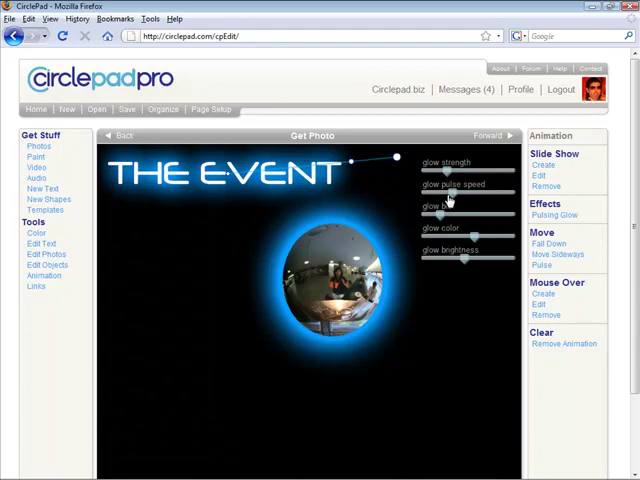 CirclePad - Mozilla Firefox
File Edit View History Bookmarks Tools Help
http://circlepad.com/cpEdit/
Google
circlepadpro
About Forum Help Contact
Circlepad.biz Messages (4) Profile Logout
Home New Open Save Organize Page Setup
Get Stuff
Photos
Paint
Video
Audio
New Text
New Shapes
Templates
Tools
Color
Edit Text
Edit Photos
Edit Objects
Animation
Links
Back Get Photo Forward
THE EVENT
glow strength
glow pulse speed
glow
glow color
glow brightness
Animation
Slide Show
Create
Edit
Remove
Effects
Pulsing Glow
Move
Fall Down
Move Sideways
Pulse
Mouse Over
Create
Edit
Remove
Clear
Remove Animation